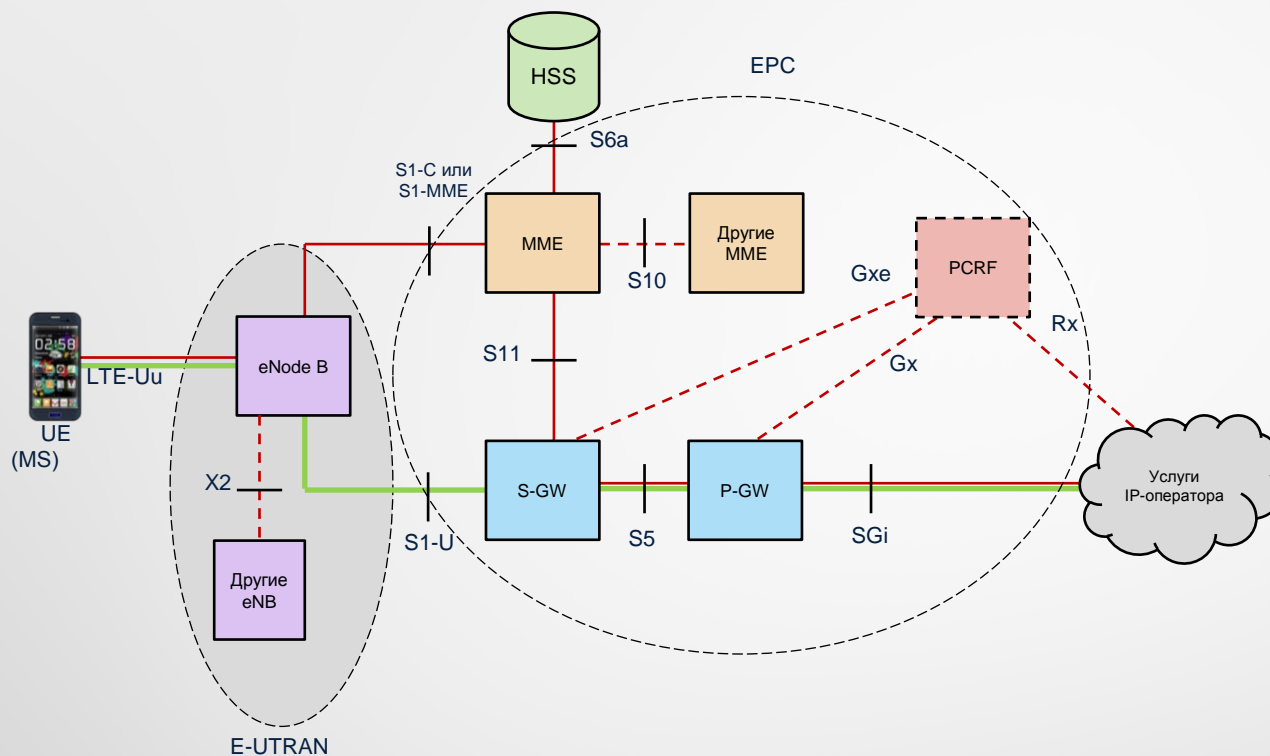 HSS
EPC
S6a
S1-C или
S1-MME
MME
Другие
MME
S10
PCRF
Gxe
Rx
S11
Gx
02:58
eNode B
LTE-Uu
UE
(MS)
X2
S-GW
P-GW
Услуги
IP-оператора
S1-U
S5
SGi
Другие
eNB
E-UTRAN